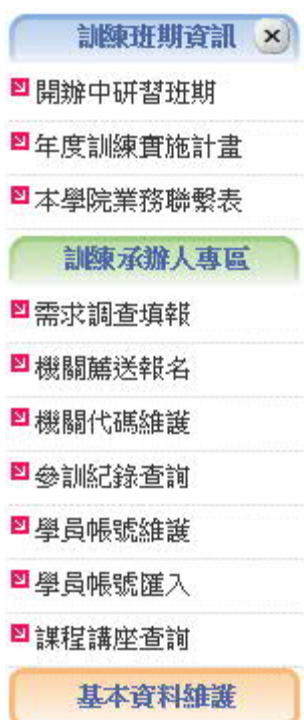 訓練班期資訊
開辦中研習班期
年度訓練實施計畫
本學院業務聯繫表
訓練承辦人專區
需求調查填報
機關薦送報名
機關代碼維護
參訓紀錄查詢
學員帳號維護
學員帳號匯入
課程講座查詢
基本資料維護